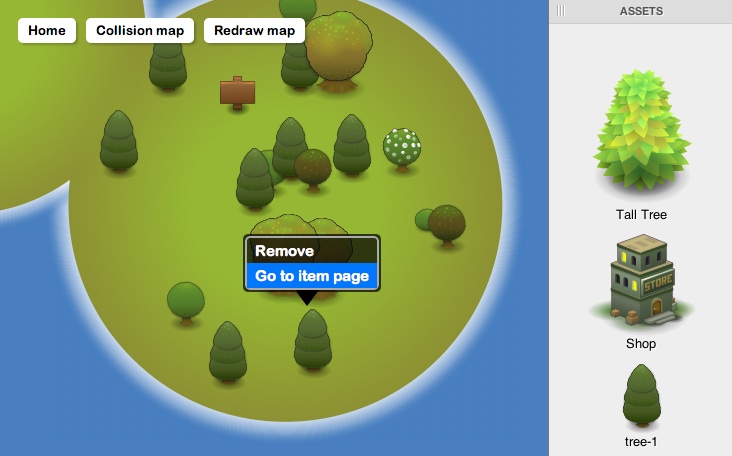 Home
Collision map
Redraw map
Remove
Go to item page
ASSETS
Tall Tree
STORE
Shop
tree-1